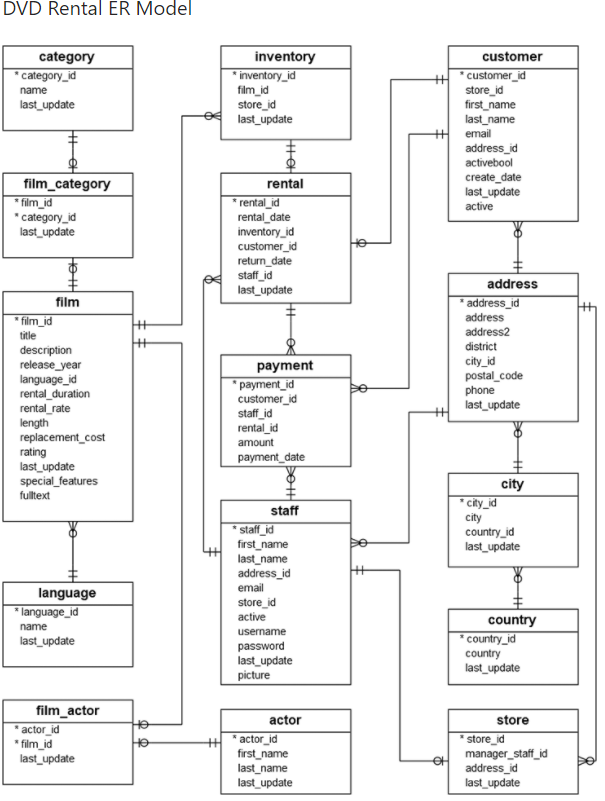 DVD Rental ER Model
category
* category_id
name
last_update
film_category
* film_id
* category_id
last_update
film
* film_id
title
description
release_year
language_id
rental_duration
rental_rate
length
replacement_cost
rating
last_update
special_features
fulltext
language
* language_id
name
last_update
film_actor
* actor_id
* film_id
last_update
inventory
* inventory_id
film_id
store_id
last_update
rental
* rental_id
rental_date
inventory_id
customer_id
return_date
staff_id
last_update
payment
* payment_id
customer_id
staff_id
rental_id
amount
payment_date
staff
* staff_id
first_name
last_name
address_id
email
store_id
active
username
password
last_update
picture
actor
* actor_id
first_name
last_name
last_update
customer
* customer_id
store_id
first_name
last_name
email
address_id
activebool
create_date
last_update
active
address
* address_id
address
address2
district
city_id
postal_code
phone
last_update
city
* city_id
city
country_id
last_update
country
* country_id
country
last_update
store
* store_id
manager_staff_id
address_id
last_update